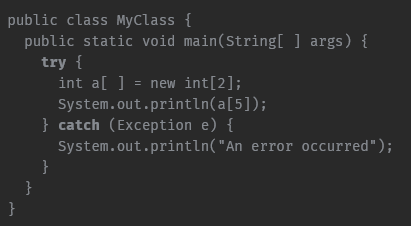 public class MyClass {
public static void main(String[ ] args) {
try {
int a[ ] = new int[2];
System.out.println(a[5]);
} catch (Exception e) {
System.out.println("An error occurred");
}
}
}